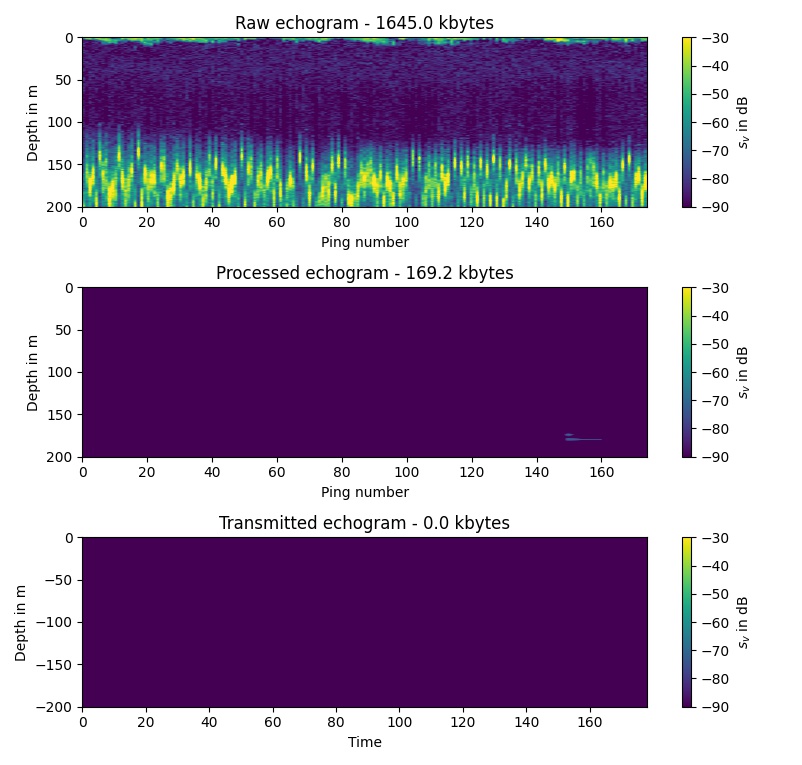 Raw echogram - 1645.0 kbytes
0
50
100
150
200
Depth in m
0 20 40 60 80 100 120 140 160
Ping number
−30
−40
−50
−60
−70
−80
−90
sv in dB
Processed echogram - 169.2 kbytes
0
50
100
150
200
Depth in m
0 20 40 60 80 100 120 140 160
Ping number
−30
−40
−50
−60
−70
−80
−90
sv in dB
Transmitted echogram - 0.0 kbytes
0
−50
−100
−150
−200
Depth in m
0 20 40 60 80 100 120 140 160
Time
−30
−40
−50
−60
−70
−80
−90
sv in dB